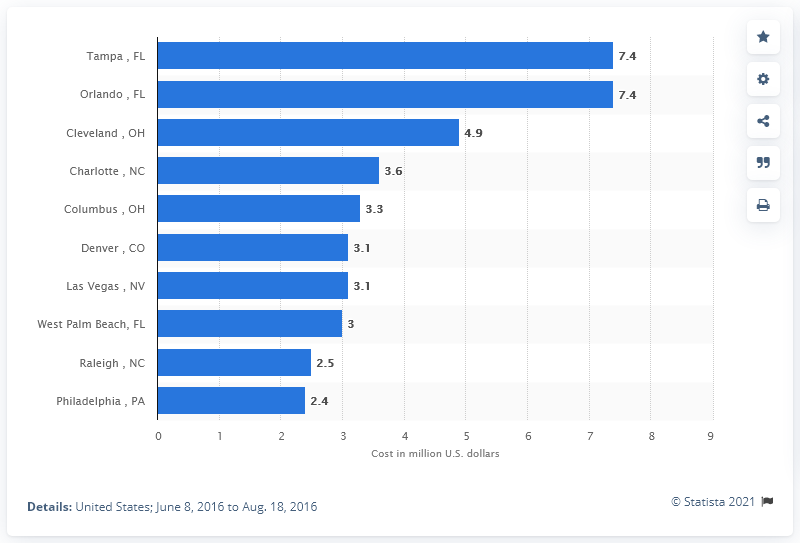 Tampa , FL 7.4
Orlando , FL 7.4
Cleveland , OH 4.9
Charlotte , NC 3.6
Columbus , OH 3.3
Denver , CO 3.1
Las Vegas , NV 3.1
West Palm Beach, FL 3
Raleigh , NC 2.5
Philadelphia , PA 2.4
0 1 2 3 4 5 6 7 8 9
Cost in million U.S. dollars
© Statista 2021
Details: United States; June 8, 2016 to Aug. 18, 2016